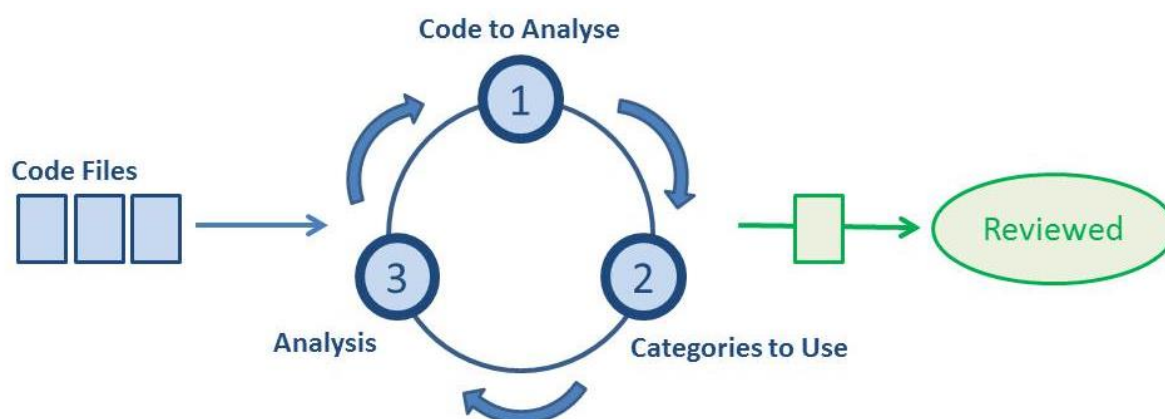 Code to Analyse
1
Code Files
Reviewed
3
2
Analysis
Categories to Use